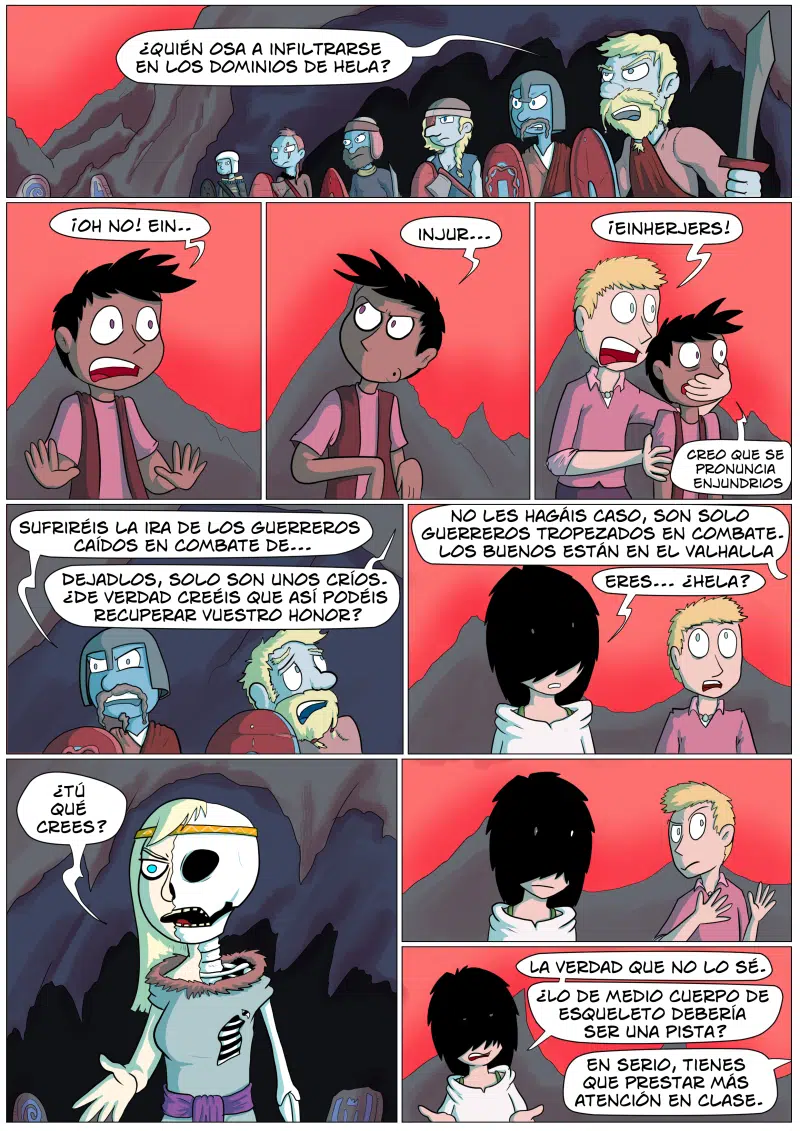 ¿QUIÉN OSA A INFILTRARSE
EN LOS DOMINIOS DE HELA?
¡OH NO! EIN..
INJUR...
¡EINHERJERS!
CREO QUE SE
PRONUNCIA
ENJUNDRIOS
SUFRIRÉIS LA IRA DE LOS GUERREROS
CAÍDOS EN COMBATE DE...
DEJADLOS, SOLO SON UNOS CRÍOS.
¿DE VERDAD CREÉIS QUE ASÍ PODÉIS
RECUPERAR VUESTRO HONOR?
NO LES HAGÁIS CASO, SON SOLO
GUERREROS TROPEZADOS EN COMBATE.
LOS BUENOS ESTÁN EN EL VALHALLA
ERES... ¿HELA?
¿TÚ
QUÉ
CREES?
LA VERDAD QUE NO LO SÉ.
¿LO DE MEDIO CUERPO DE
ESQUELETO DEBERÍA
SER UNA PISTA?
EN SERIO, TIENES
QUE PRESTAR MÁS
ATENCIÓN EN CLASE.